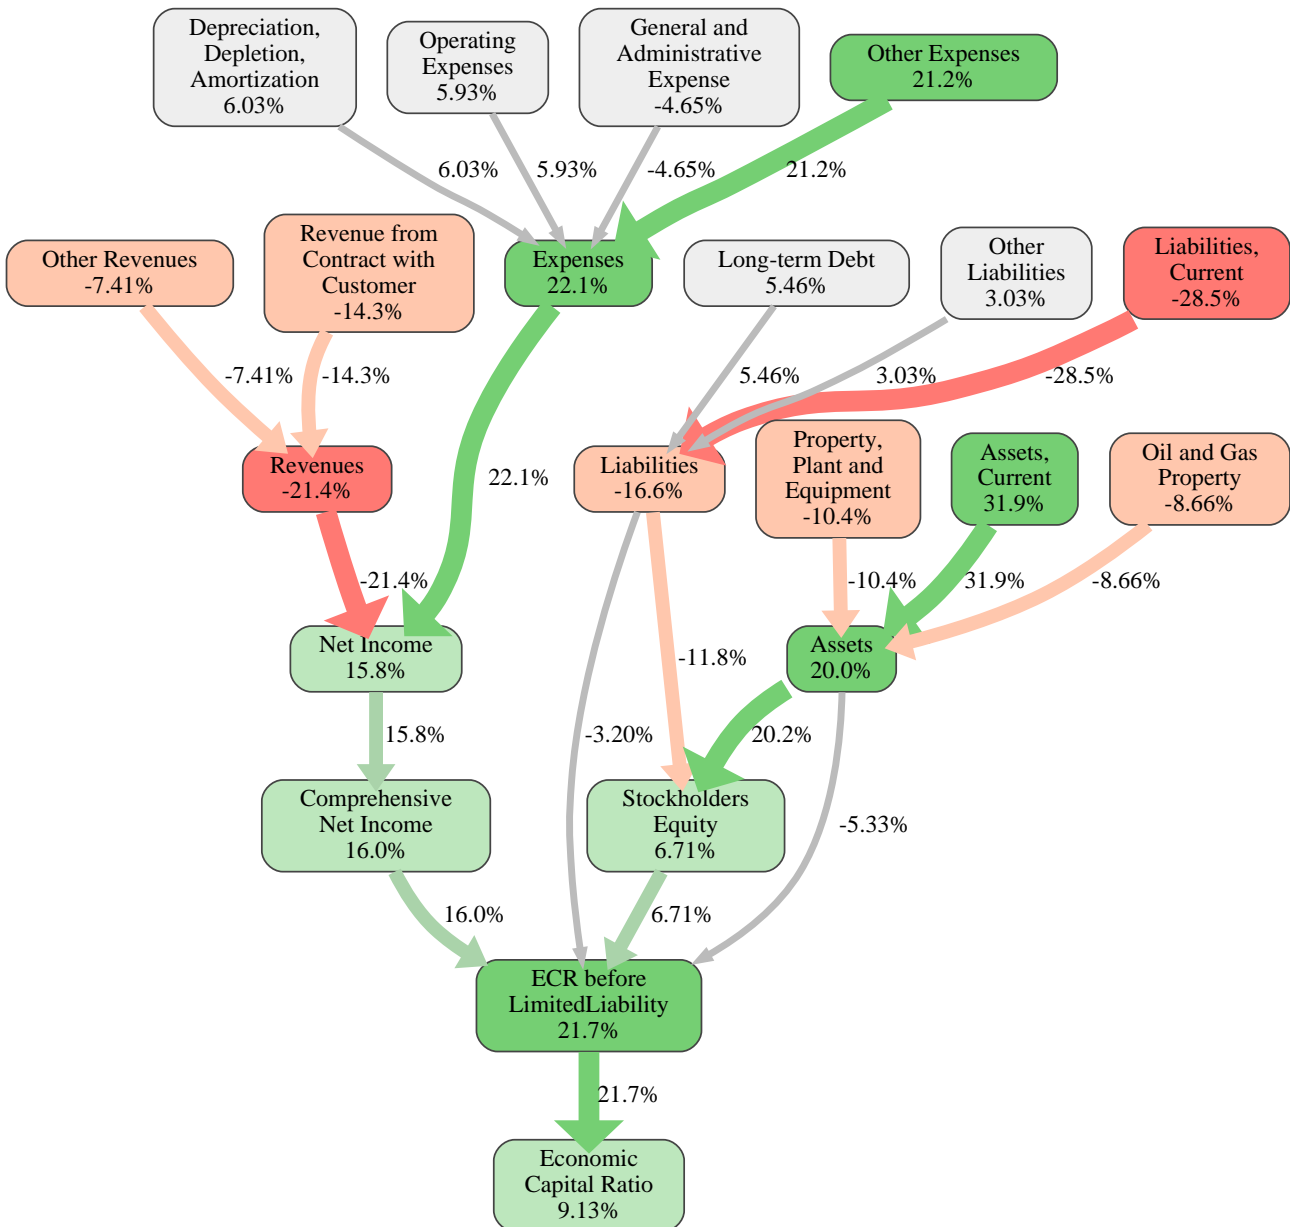 Depreciation,
Depletion,
Amortization
6.03%
Operating
Expenses
5.93%
General and
Administrative
Expense
-4.65%
Other Expenses
21.2%
6.03%
5.93%
-4.65%
21.2%
Other Revenues
-7.41%
Revenue from
Contract with
Customer
-14.3%
Expenses
22.1%
Long-term Debt
5.46%
Other
Liabilities
3.03%
Liabilities,
Current
-28.5%
-7.41%
-14.3%
5.46%
3.03%
-28.5%
Revenues
-21.4%
22.1%
Liabilities
-16.6%
Property,
Plant and
Equipment
-10.4%
Assets,
Current
31.9%
Oil and Gas
Property
-8.66%
-21.4%
-10.4%
31.9%
-8.66%
Net Income
15.8%
-11.8%
Assets
20.0%
15.8%
-3.20%
20.2%
-5.33%
Comprehensive
Net Income
16.0%
Stockholders
Equity
6.71%
16.0%
6.71%
ECR before
LimitedLiability
21.7%
21.7%
Economic
Capital Ratio
9.13%